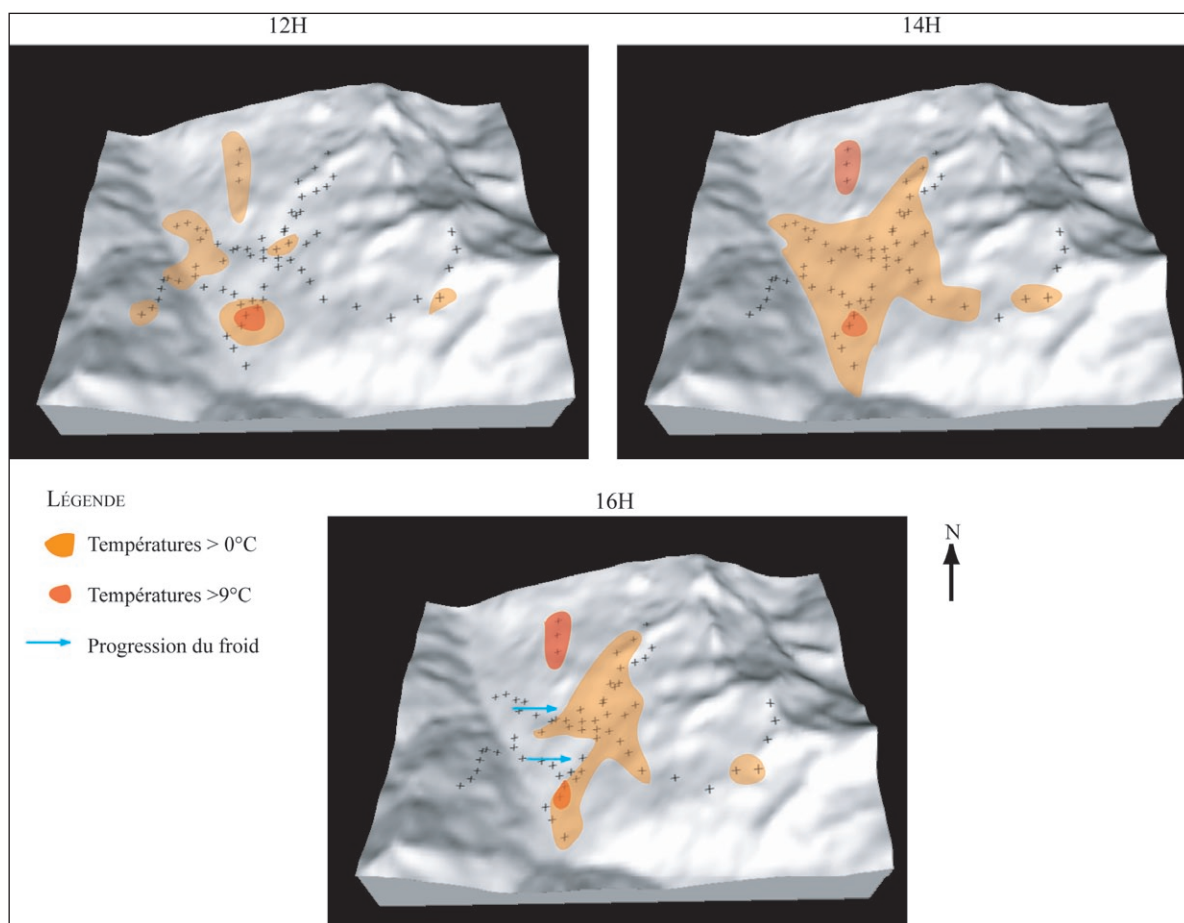 12H
14H
LÉGENDE
Températures > 0°C
Températures >9°C
Progression du froid
16H
N